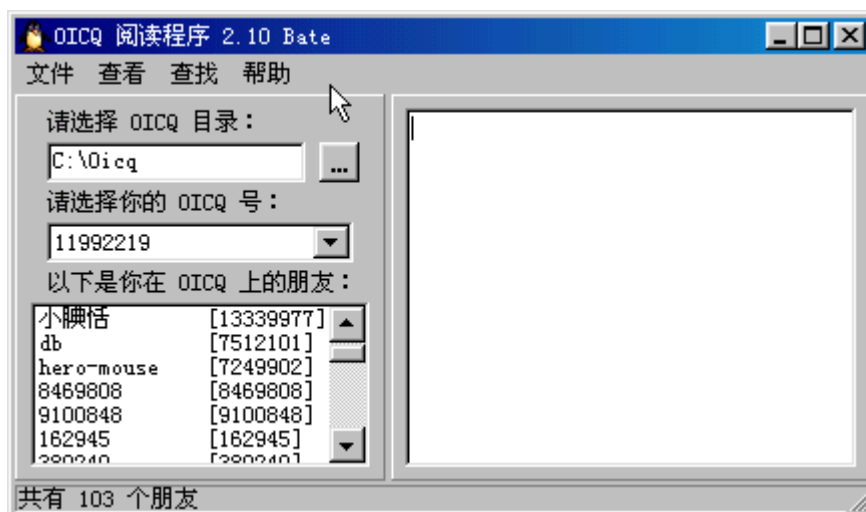 OICQ 阅读程序 2.10 Bate
文件 查看 查找 帮助
请选择 OICQ 目录：
C:\Oicq
...
请选择你的 OICQ 号：
11992219
以下是你在 OICQ 上的朋友：
小腆恬 [13339977]
db [7512101]
hero-mouse [7249902]
8469808 [8469808]
9100848 [9100848]
162945 [162945]
380240 [380240]
共有 103 个朋友